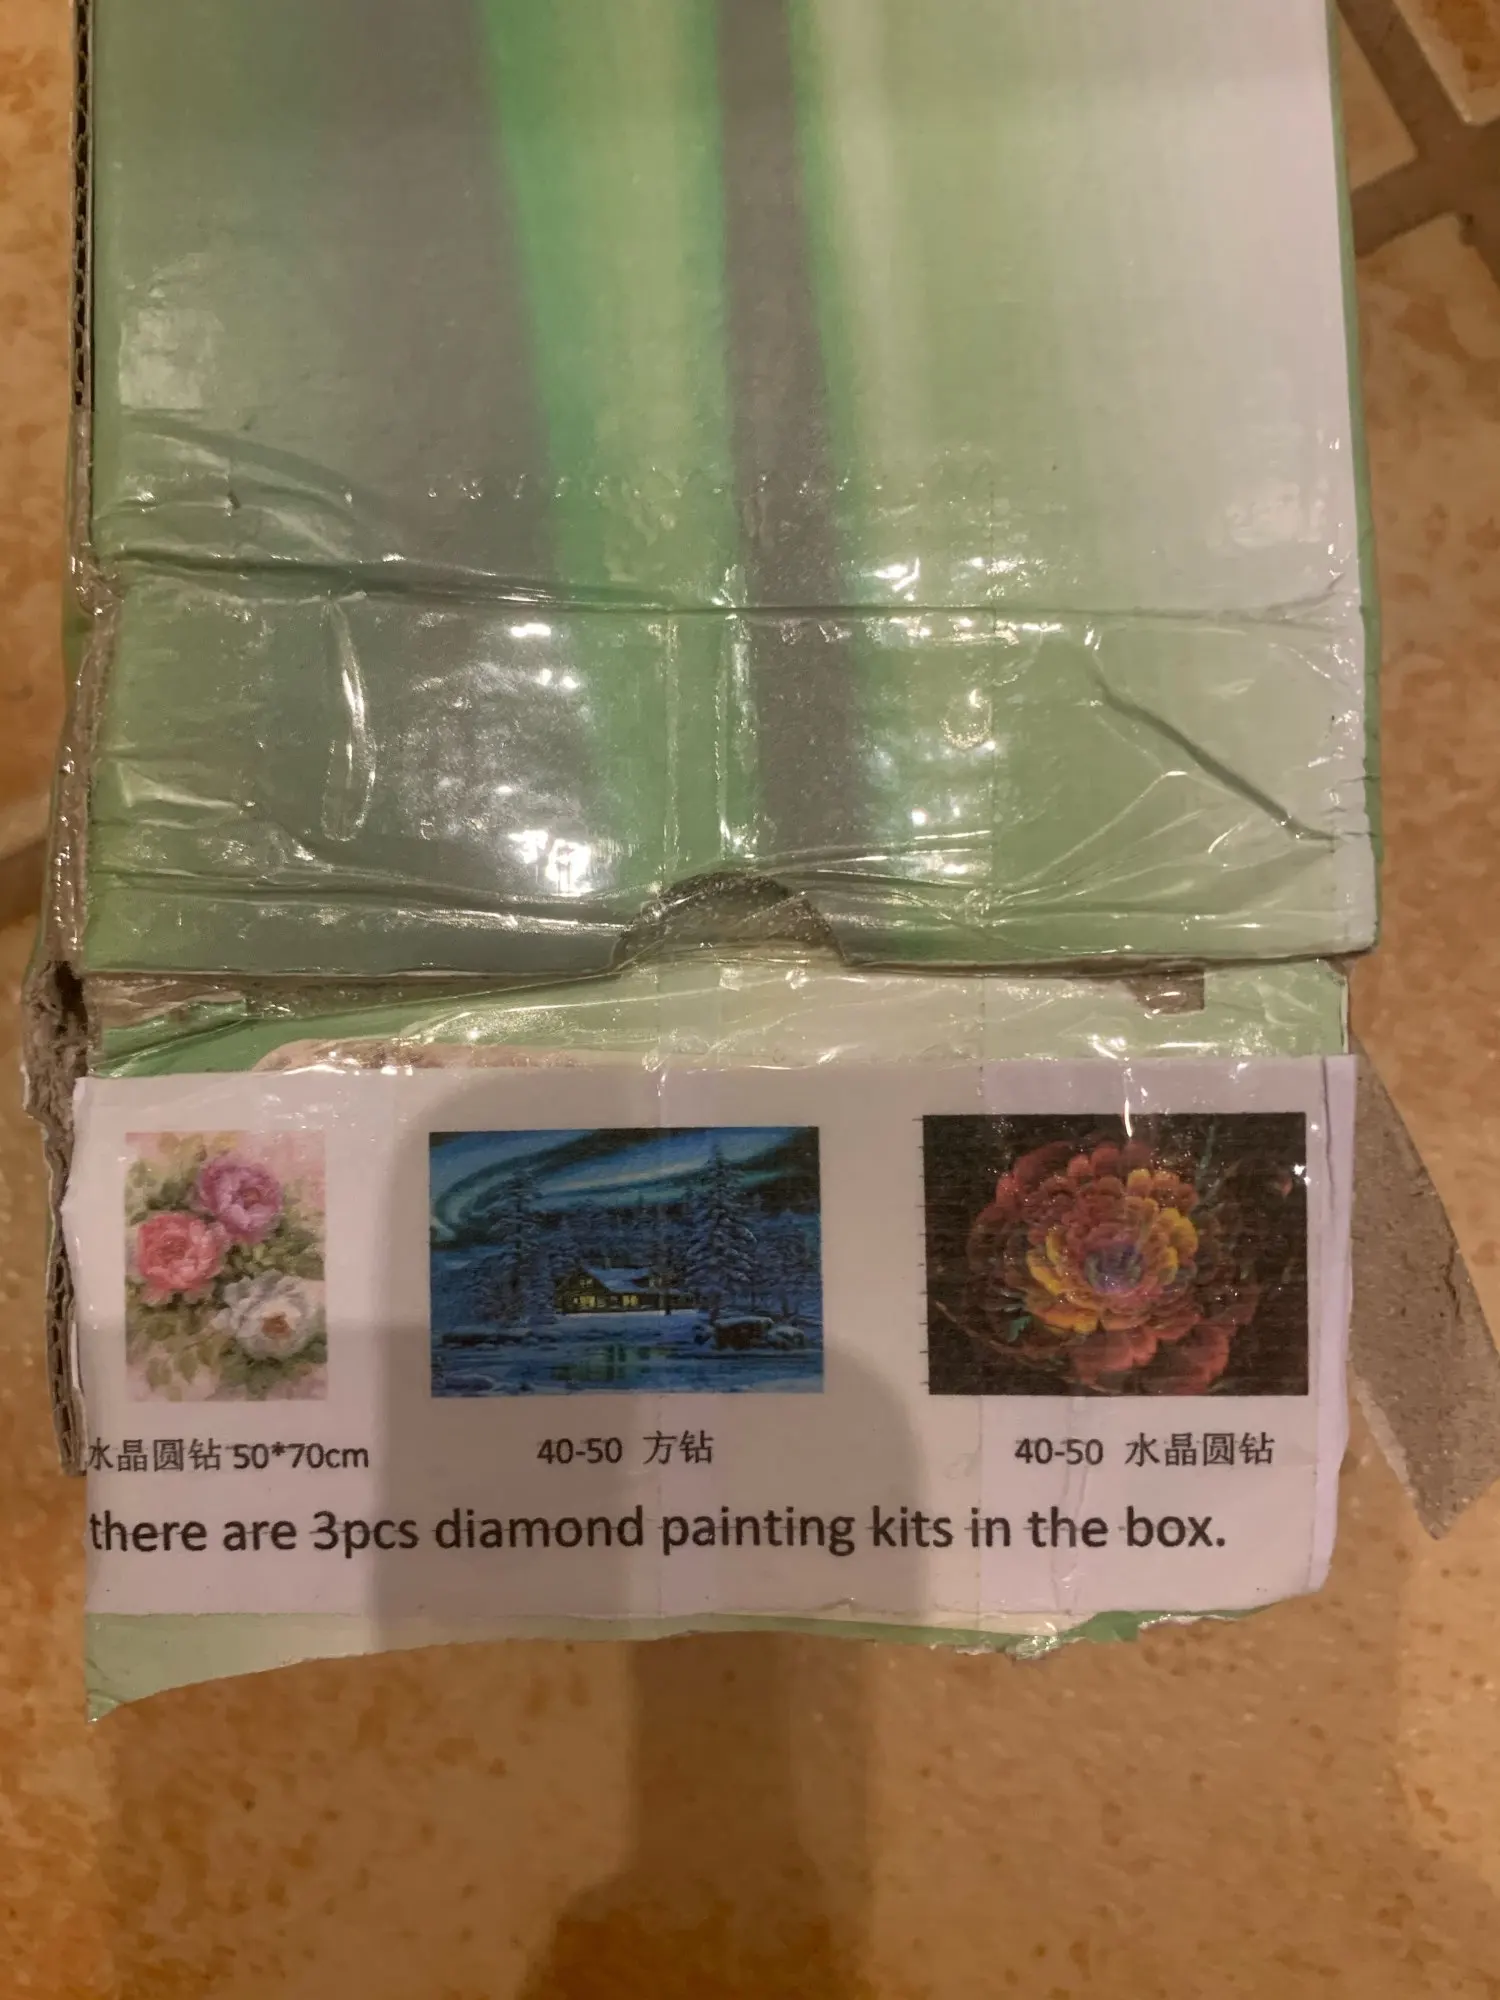 水晶圆钻 50*70cm
40-50 方钻
40-50 水晶圆钻
there are 3pcs diamond painting kits in the box.